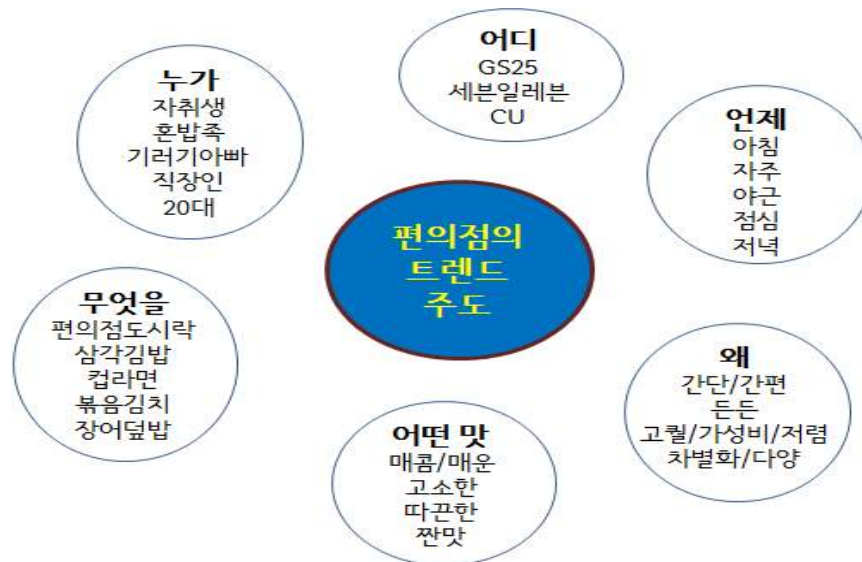 어디
GS25
세븐일레븐
CU
누가
자취생
혼밥족
기러기아빠
직장인
20대
언제
아침
자주
야근
점심
저녁
편의점의
트렌드
주도
무엇을
편의점도시락
삼각김밥
컵라면
볶음김치
장어덮밥
왜
간단/간편
든든
고퀄/가성비/저렴
차별화/다양
어떤 맛
매콤/매운
고소한
따끈한
짠맛